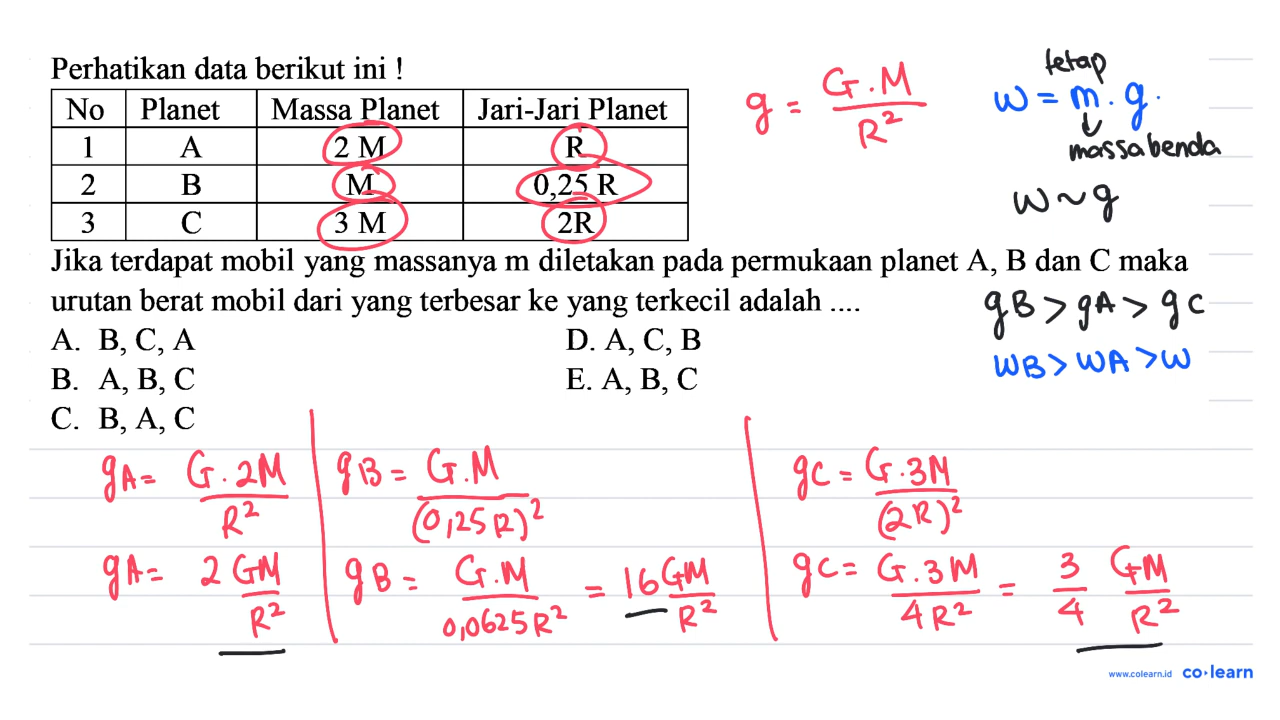 Perhatikan data berikut ini !
No Planet Massa Planet Jari-Jari Planet
1 A 2 M R
2 B M 0,25 R
3 C 3 M 2R
g = G.M / R²
tetap
w = m . g.
massa benda
w ~ g
Jika terdapat mobil yang massanya m diletakan pada permukaan planet A, B dan C maka
urutan berat mobil dari yang terbesar ke yang terkecil adalah ....
gB > gA > gC
wB > wA > w
A. B, C, A
D. A, C, B
B. A, B, C
E. A, B, C
C. B, A, C
gA = G.2M / R²
gA = 2 GM / R²
gB = G.M / (0,25R)²
gB = G.M / 0,0625R² = 16 GM / R²
gC = G.3M / (2R)²
gC = G.3M / 4R² = 3/4 GM / R²
www.colearn.id co·learn